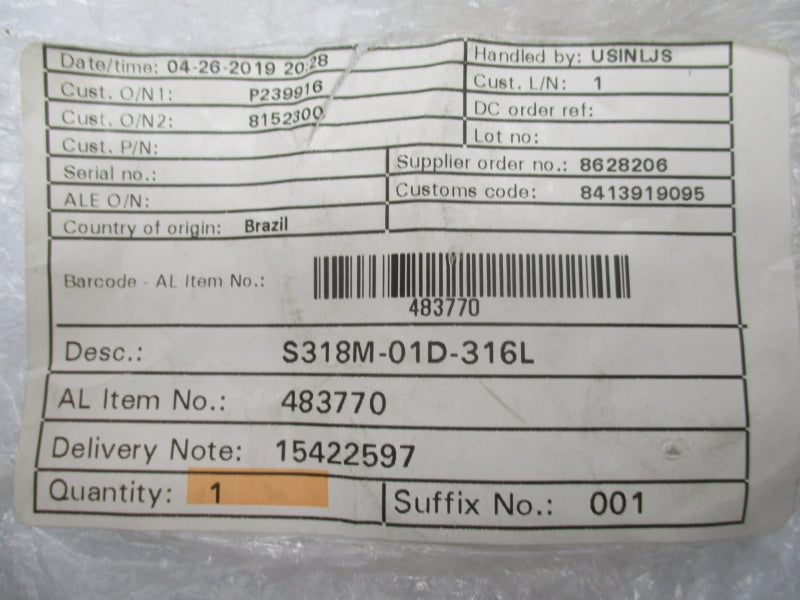 Date/time: 04-26-2019 20:28
Handled by: USINLJS
Cust. O/N1: P239916
Cust. L/N: 1
Cust. O/N2: 8152300
DC order ref:
Cust. P/N:
Lot no:
Serial no.:
Supplier order no.: 8628206
ALE O/N:
Customs code: 8413919095
Country of origin: Brazil
Barcode - AL Item No.:
483770
Desc.: S318M-01D-316L
AL Item No.: 483770
Delivery Note: 15422597
Quantity: 1
Suffix No.: 001